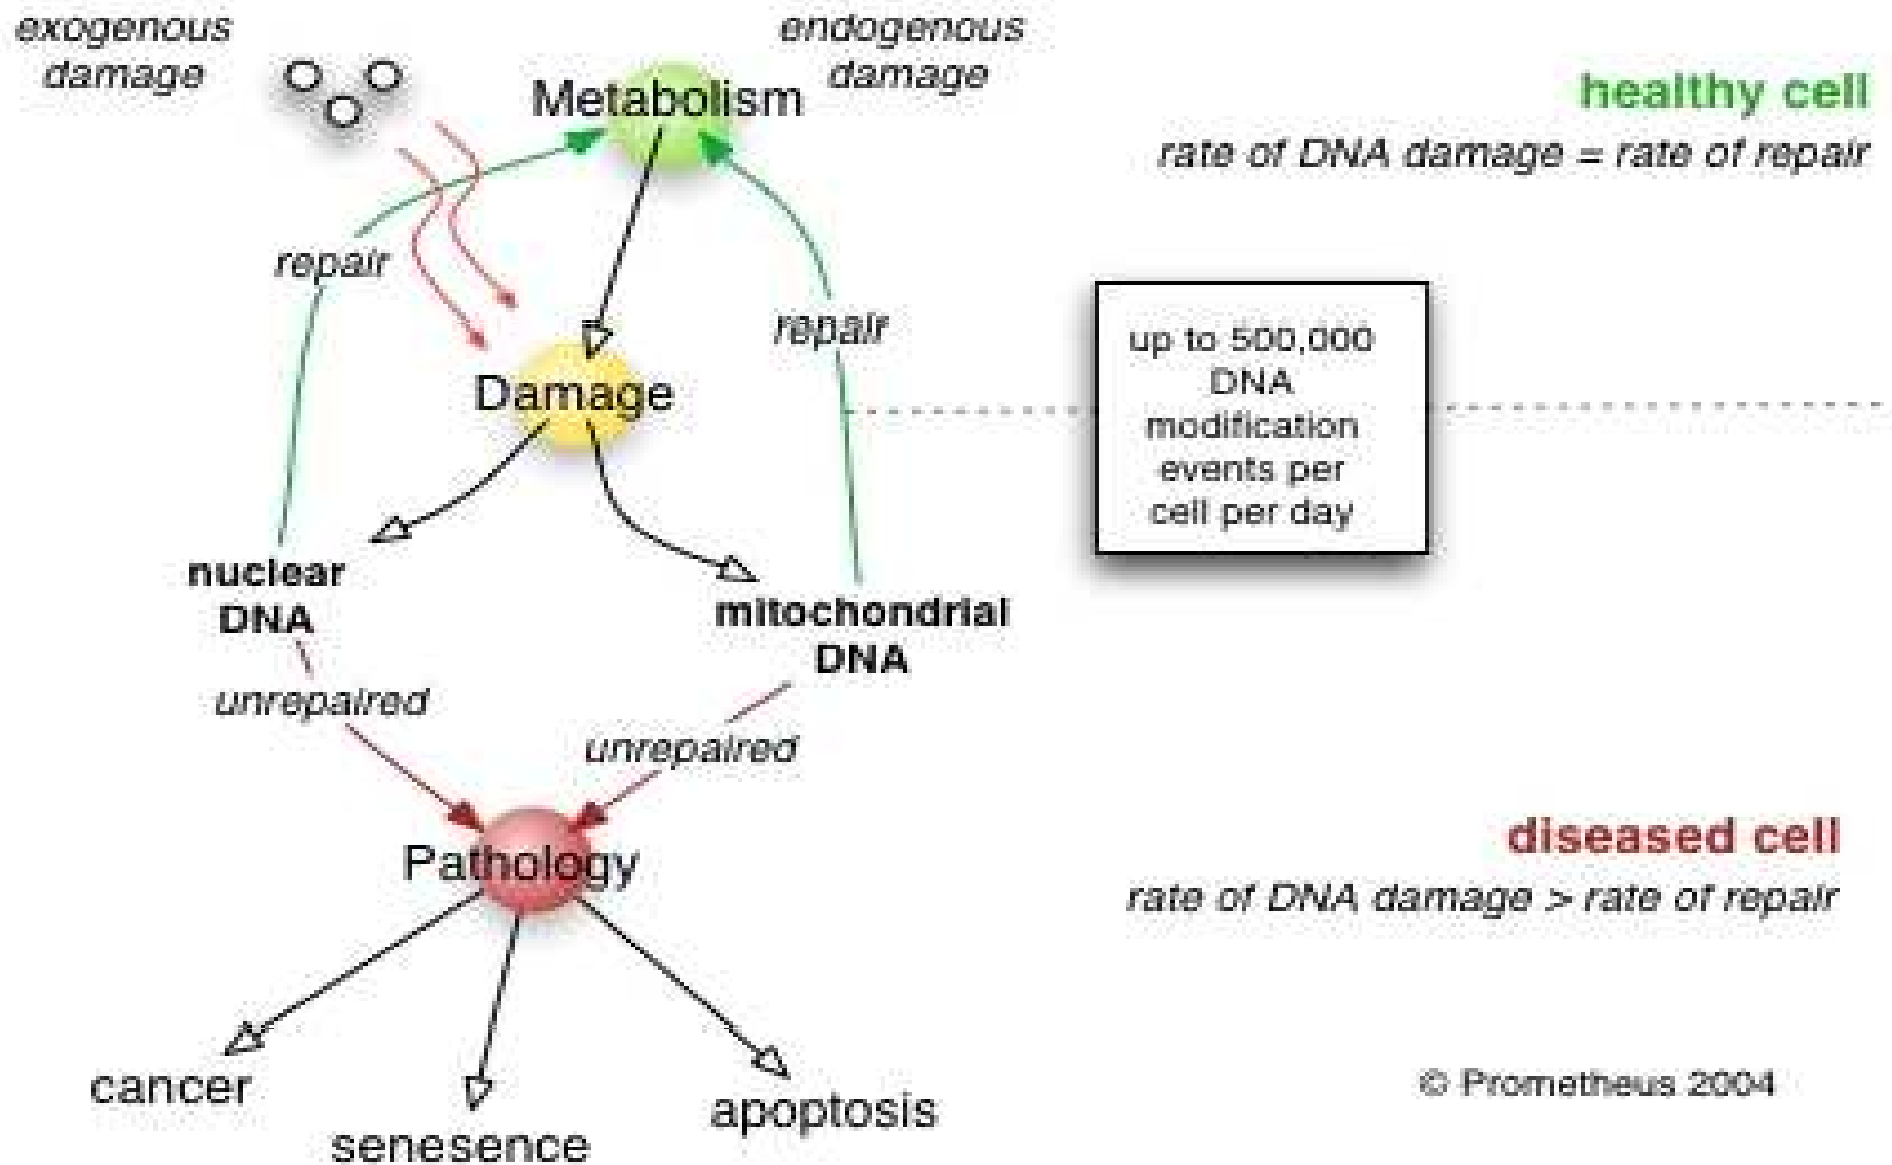 exogenous
damage
endogenous
damage
Metabolism
healthy cell
rate of DNA damage = rate of repair
repair
repair
up to 500,000
DNA
modification
events per
cell per day
Damage
nuclear
DNA
mitochondrial
DNA
unrepaired
unrepaired
Pathology
diseased cell
rate of DNA damage > rate of repair
cancer
senesence
apoptosis
© Prometheus 2004